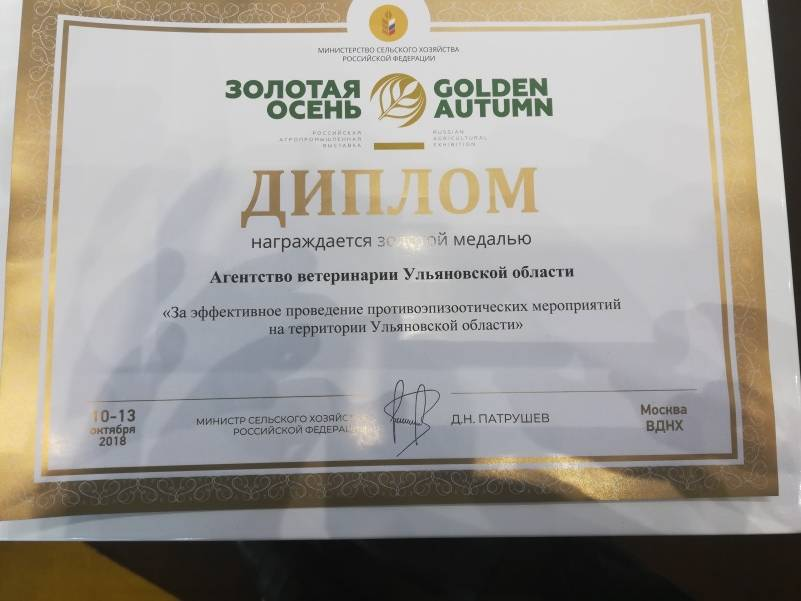 МИНИСТЕРСТВО СЕЛЬСКОГО ХОЗЯЙСТВА
РОССИЙСКОЙ ФЕДЕРАЦИИ
ЗОЛОТАЯ
ОСЕНЬ
GOLDEN
AUTUMN
РОССИЙСКАЯ
АГРОПРОМЫШЛЕННАЯ
ВЫСТАВКА
RUSSIAN
AGRICULTURAL
EXHIBITION
ДИПЛОМ
награждается золотой медалью
Агентство ветеринарии Ульяновской области
«За эффективное проведение противоэпизоотических мероприятий
на территории Ульяновской области»
10-13
октября
2018
МИНИСТР СЕЛЬСКОГО ХОЗЯЙСТВА
РОССИЙСКОЙ ФЕДЕРАЦИИ
Д.Н. ПАТРУШЕВ
Москва
ВДНХ